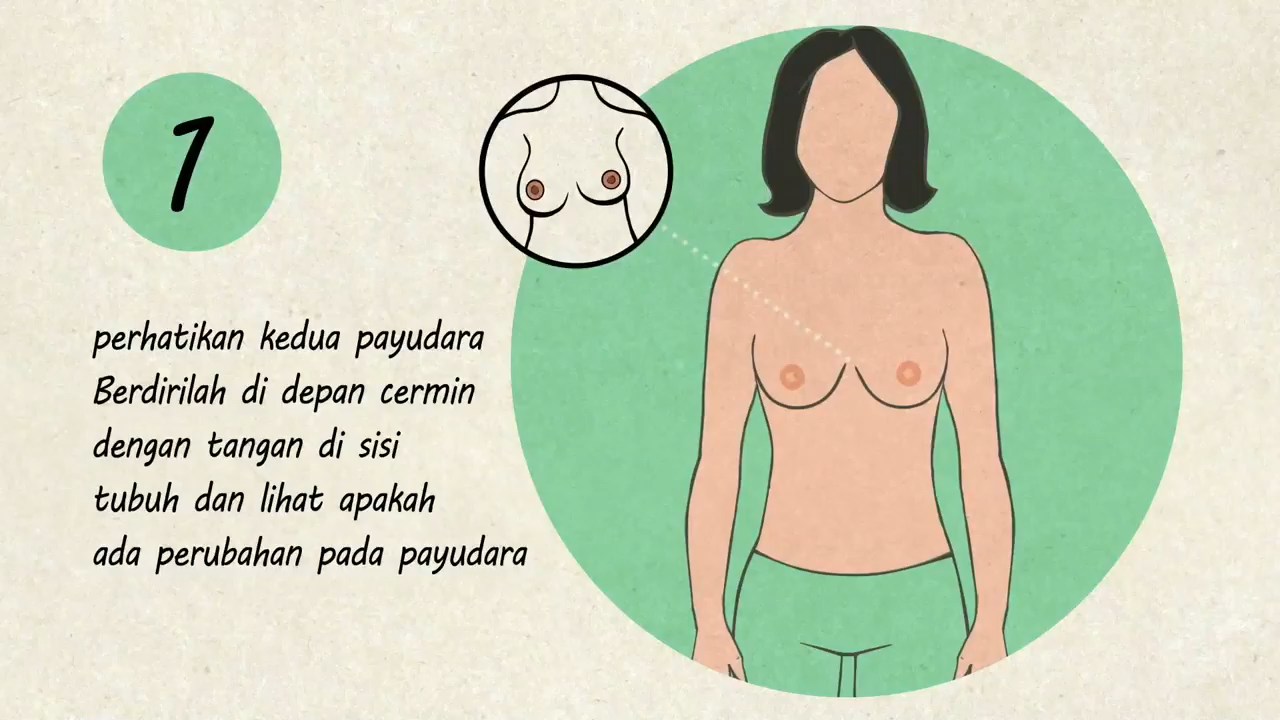 1
perhatikan kedua payudara
Berdirilah di depan cermin
dengan tangan di sisi
tubuh dan lihat apakah
ada perubahan pada payudara